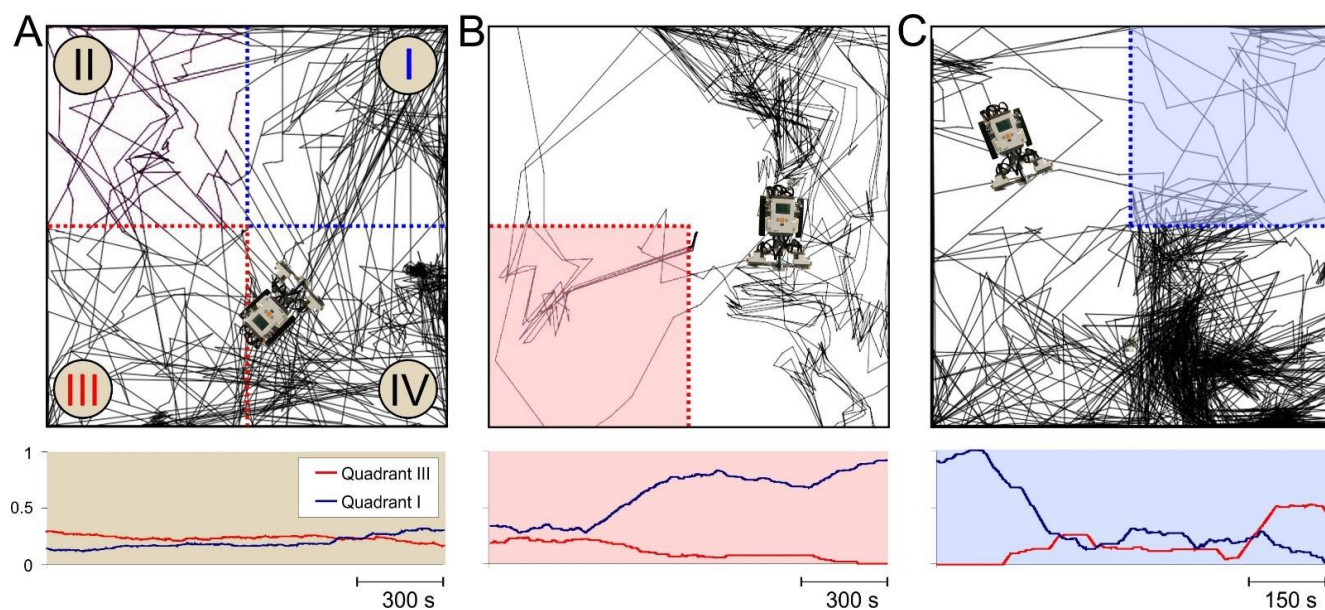 A
II
I
III
IV
B
C
1
0.5
0
Quadrant III
Quadrant I
300 s
300 s
150 s